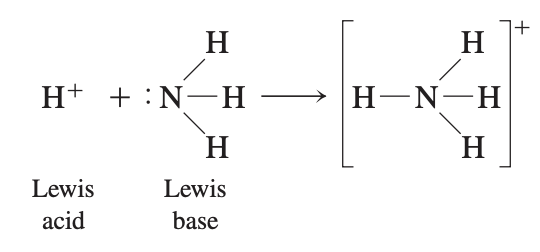 H H +
H+ + :N—H ⟶ [H—N—H]
H H
Lewis Lewis
acid base